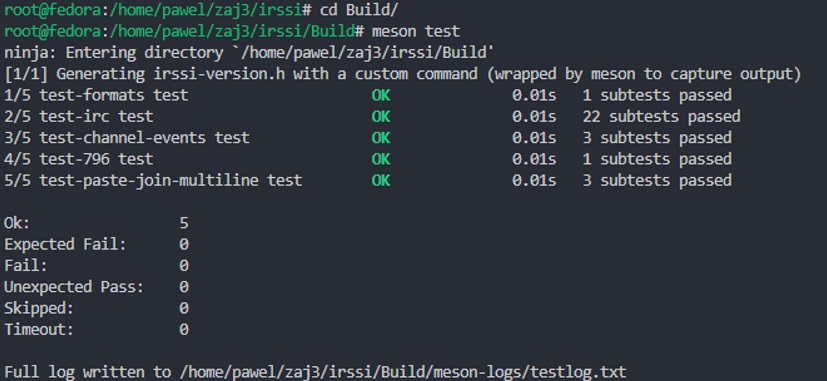 root@fedora:/home/pawel/zaj3/irssi# cd Build/
root@fedora:/home/pawel/zaj3/irssi/Build# meson test
ninja: Entering directory `/home/pawel/zaj3/irssi/Build'
[1/1] Generating irssi-version.h with a custom command (wrapped by meson to capture output)
1/5 test-formats test                 OK              0.01s   1 subtests passed
2/5 test-irc test                     OK              0.01s   22 subtests passed
3/5 test-channel-events test          OK              0.01s   3 subtests passed
4/5 test-796 test                     OK              0.01s   1 subtests passed
5/5 test-paste-join-multiline test    OK              0.01s   3 subtests passed

Ok:                 5
Expected Fail:      0
Fail:               0
Unexpected Pass:    0
Skipped:            0
Timeout:            0

Full log written to /home/pawel/zaj3/irssi/Build/meson-logs/testlog.txt